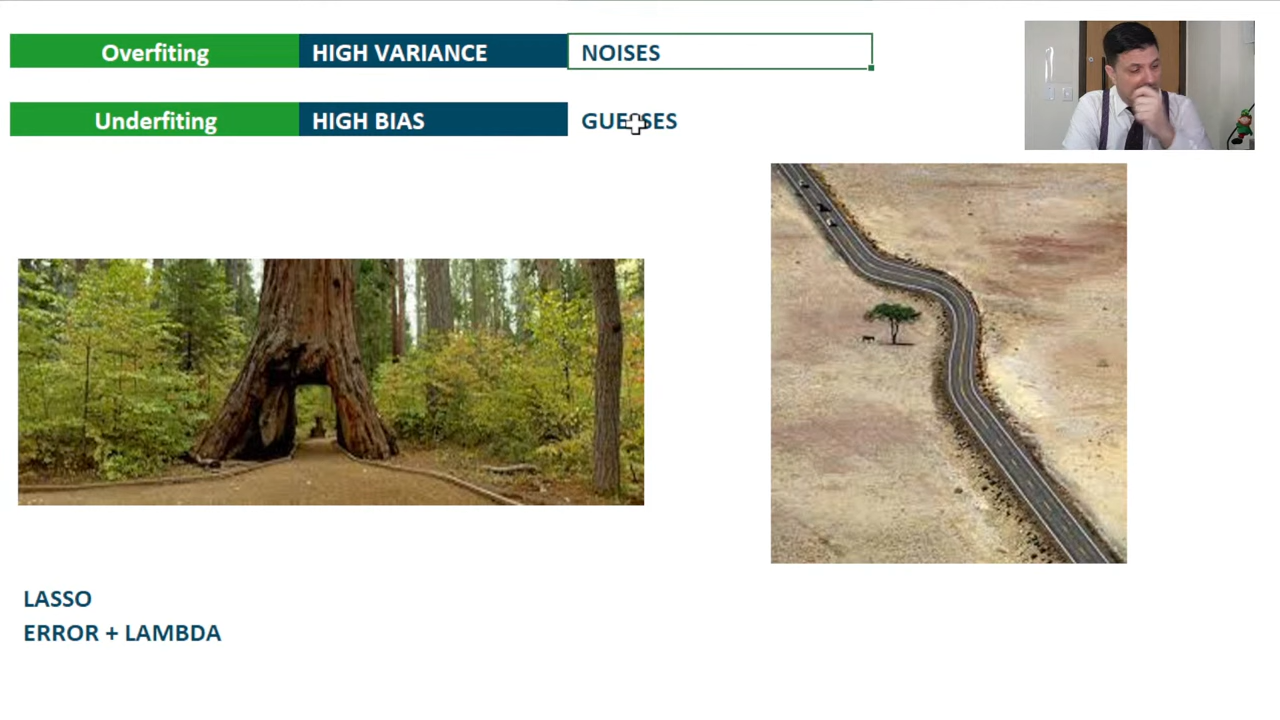 Overfiting HIGH VARIANCE NOISES
Underfiting HIGH BIAS GUESSES
LASSO
ERROR + LAMBDA